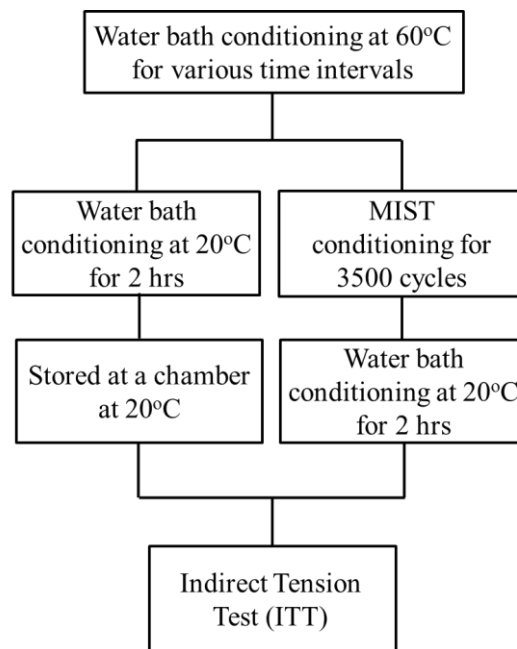 Water bath conditioning at 60°C
for various time intervals
Water bath
conditioning at 20°C
for 2 hrs
MIST
conditioning for
3500 cycles
Stored at a chamber
at 20°C
Water bath
conditioning at 20°C
for 2 hrs
Indirect Tension
Test (ITT)